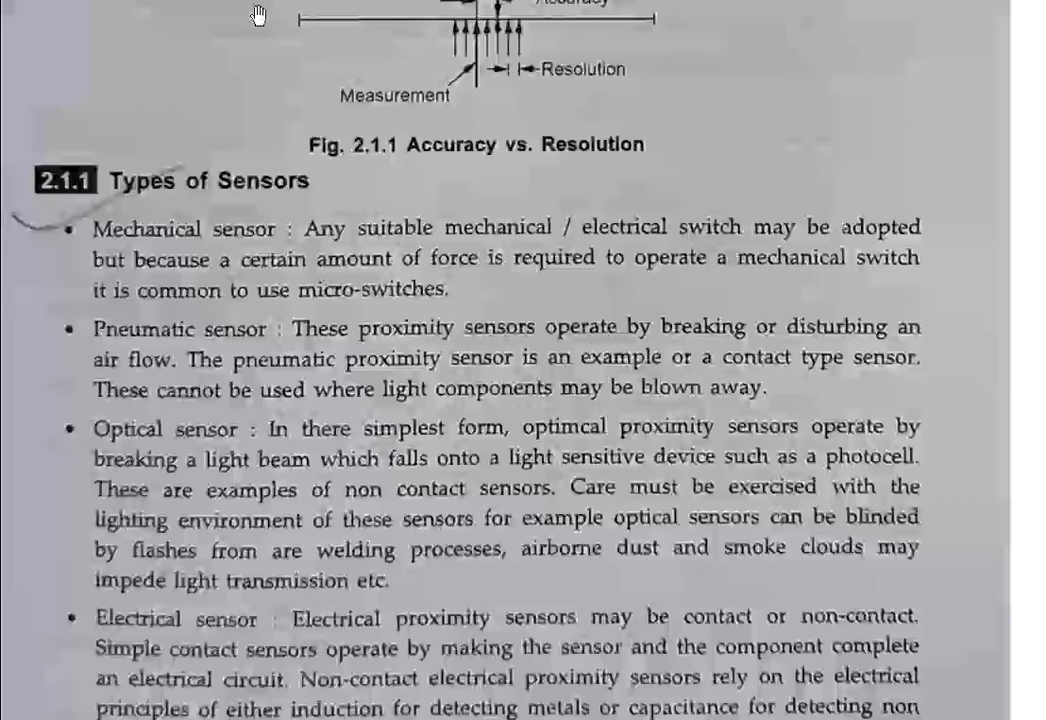 Accuracy
Resolution
Measurement
Fig. 2.1.1 Accuracy vs. Resolution
2.1.1 Types of Sensors
• Mechanical sensor : Any suitable mechanical / electrical switch may be adopted
but because a certain amount of force is required to operate a mechanical switch
it is common to use micro-switches.
• Pneumatic sensor : These proximity sensors operate by breaking or disturbing an
air flow. The pneumatic proximity sensor is an example or a contact type sensor.
These cannot be used where light components may be blown away.
• Optical sensor : In there simplest form, optimcal proximity sensors operate by
breaking a light beam which falls onto a light sensitive device such as a photocell.
These are examples of non contact sensors. Care must be exercised with the
lighting environment of these sensors for example optical sensors can be blinded
by flashes from are welding processes, airborne dust and smoke clouds may
impede light transmission etc.
• Electrical sensor : Electrical proximity sensors may be contact or non-contact.
Simple contact sensors operate by making the sensor and the component complete
an electrical circuit. Non-contact electrical proximity sensors rely on the electrical
principles of either induction for detecting metals or capacitance for detecting non